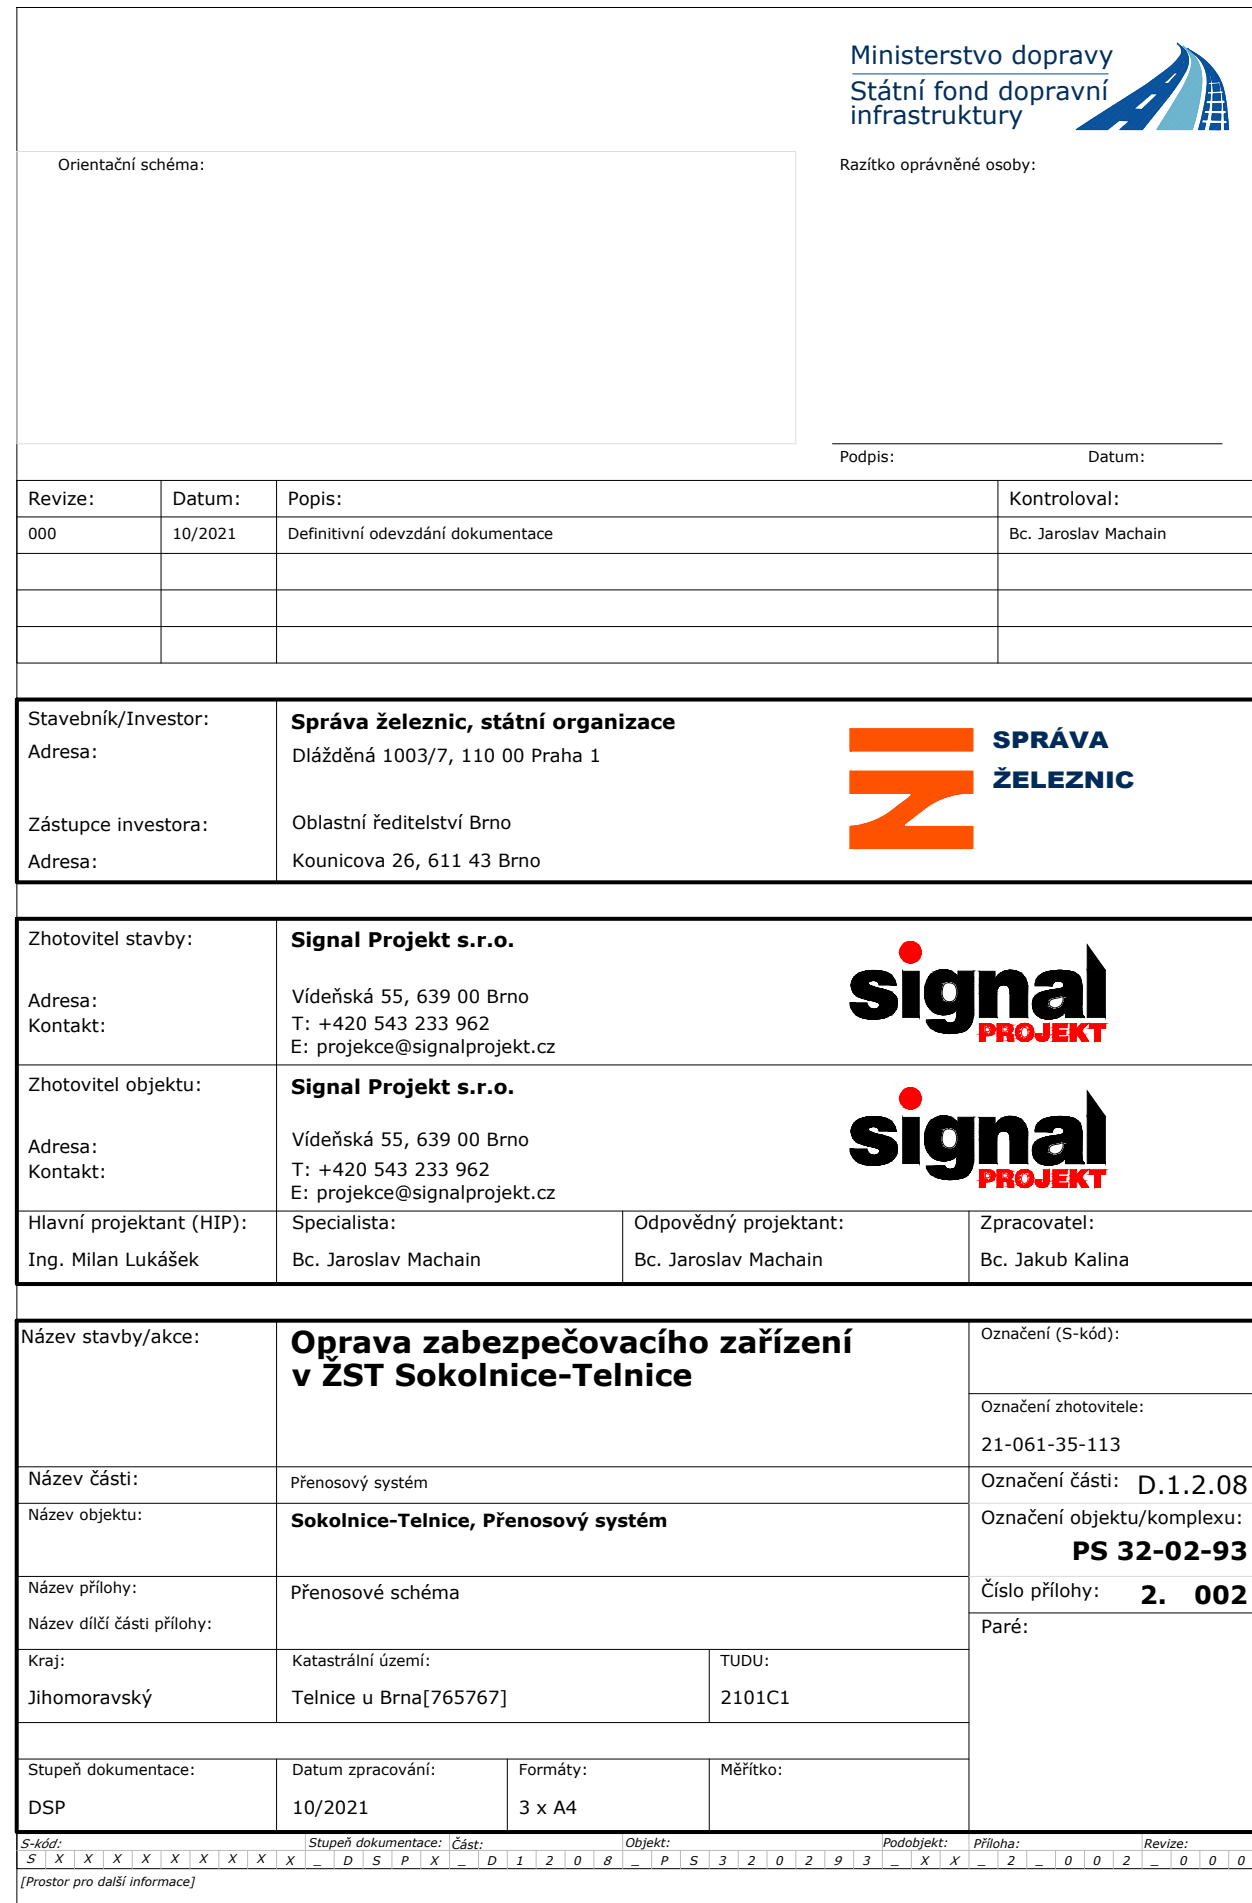 Ministerstvo dopravy
Státní fond dopravní
infrastruktury
Orientační schéma:
Razítko oprávněné osoby:
Podpis: Datum:
Revize: Datum: Popis: Kontroloval:
000 10/2021 Definitivní odevzdání dokumentace Bc. Jaroslav Machain
Stavebník/Investor: Správa železnic, státní organizace
Adresa: Dlážděná 1003/7, 110 00 Praha 1
SPRÁVA
ŽELEZNIC
Zástupce investora: Oblastní ředitelství Brno
Adresa: Kounicova 26, 611 43 Brno
Zhotovitel stavby: Signal Projekt s.r.o.
Adresa: Vídeňská 55, 639 00 Brno
Kontakt: T: +420 543 233 962
E: projekce@signalprojekt.cz
signal
PROJEKT
Zhotovitel objektu: Signal Projekt s.r.o.
Adresa: Vídeňská 55, 639 00 Brno
Kontakt: T: +420 543 233 962
E: projekce@signalprojekt.cz
signal
PROJEKT
Hlavní projektant (HIP): Specialista: Odpovědný projektant: Zpracovatel:
Ing. Milan Lukášek Bc. Jaroslav Machain Bc. Jaroslav Machain Bc. Jakub Kalina
Název stavby/akce: Oprava zabezpečovacího zařízení
v ŽST Sokolnice-Telnice
Označení (S-kód):
Označení zhotovitele:
21-061-35-113
Název části: Přenosový systém Označení části: D.1.2.08
Název objektu: Sokolnice-Telnice, Přenosový systém Označení objektu/komplexu:
PS 32-02-93
Název přílohy: Přenosové schéma Číslo přílohy: 2. 002
Název dílčí části přílohy:
Paré:
Kraj: Katastrální území: TUDU:
Jihomoravský Telnice u Brna[765767] 2101C1
Stupeň dokumentace: Datum zpracování: Formáty: Měřítko:
DSP 10/2021 3 x A4
S-kód: Stupeň dokumentace: Část: Objekt: Podobjekt: Příloha: Revize:
S X X X X X X X X X _ D S P X _ D 1 2 0 8 _ P S 3 2 0 2 9 3 _ X X _ 2 _ 0 0 2 _ 0 0 0
[Prostor pro další informace]